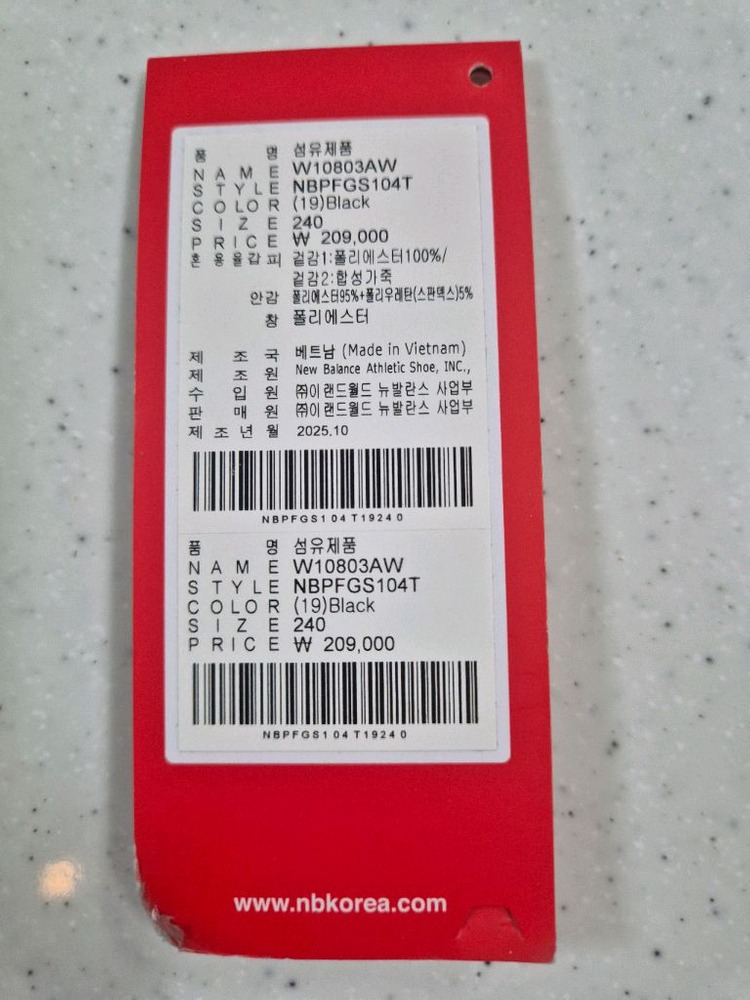 품 명 섬유제품
NAME W10803AW
STYLE NBPFGS104T
COLOR (19)Black
SIZE 240
PRICE ₩ 209,000
혼용율갑피 겉감1:폴리에스터100%/
겉감2:합성가죽
안감 폴리에스터95%+폴리우레탄(스판덱스)5%
창 폴리에스터
제조국 베트남 (Made in Vietnam)
제조원 New Balance Athletic Shoe, INC.,
수입원 ㈜이랜드월드 뉴발란스 사업부
판매원 ㈜이랜드월드 뉴발란스 사업부
제조년월 2025.10
NBPFGS104T19240
품 명 섬유제품
NAME W10803AW
STYLE NBPFGS104T
COLOR (19)Black
SIZE 240
PRICE ₩ 209,000
NBPFGS104T19240
www.nbkorea.com